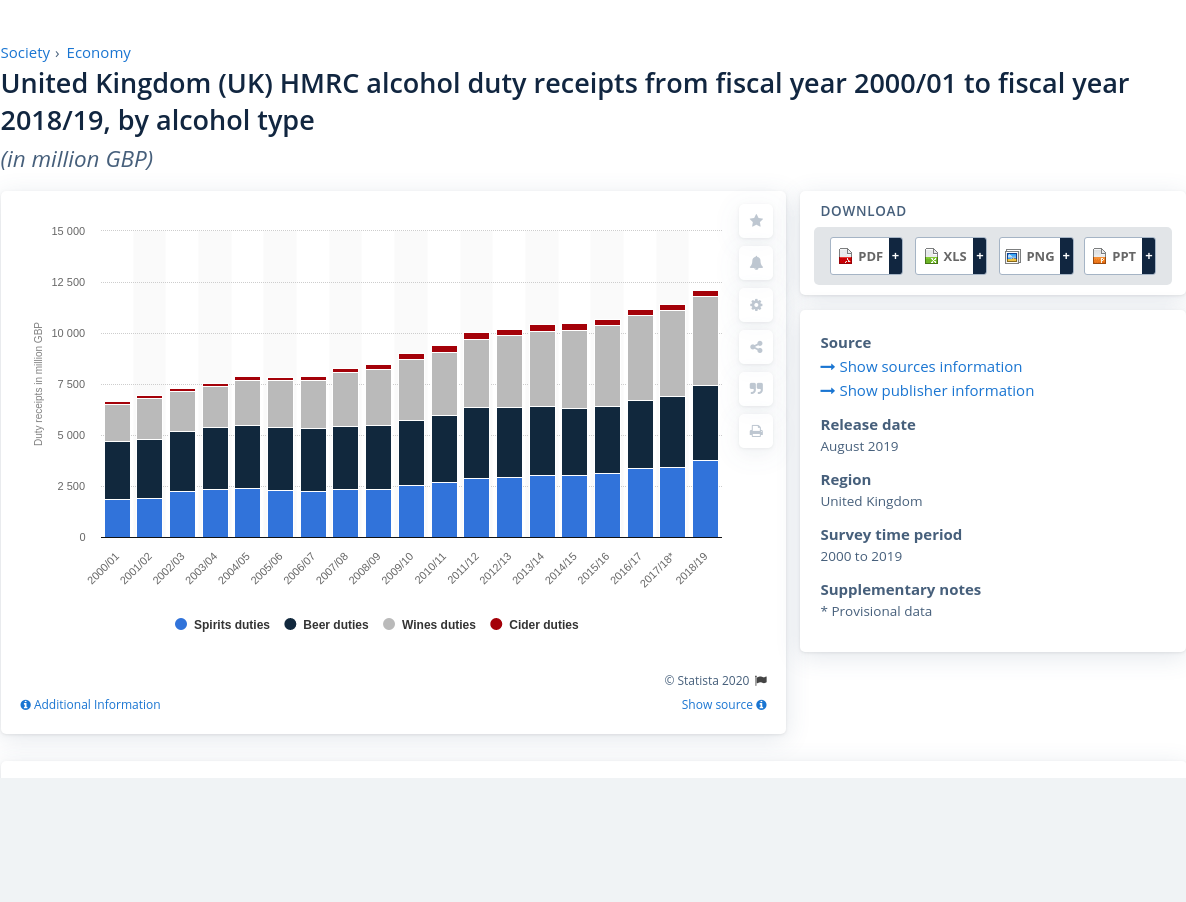 Society › Economy
United Kingdom (UK) HMRC alcohol duty receipts from fiscal year 2000/01 to fiscal year
2018/19, by alcohol type
(in million GBP)
Duty receipts in million GBP
15 000
12 500
10 000
7 500
5 000
2 500
0
2000/01
2001/02
2002/03
2003/04
2004/05
2005/06
2006/07
2007/08
2008/09
2009/10
2010/11
2011/12
2012/13
2013/14
2014/15
2015/16
2016/17
2017/18*
2018/19
Spirits duties Beer duties Wines duties Cider duties
© Statista 2020
Additional Information Show source
DOWNLOAD
PDF + XLS + PNG + PPT +
Source
Show sources information
Show publisher information
Release date
August 2019
Region
United Kingdom
Survey time period
2000 to 2019
Supplementary notes
* Provisional data